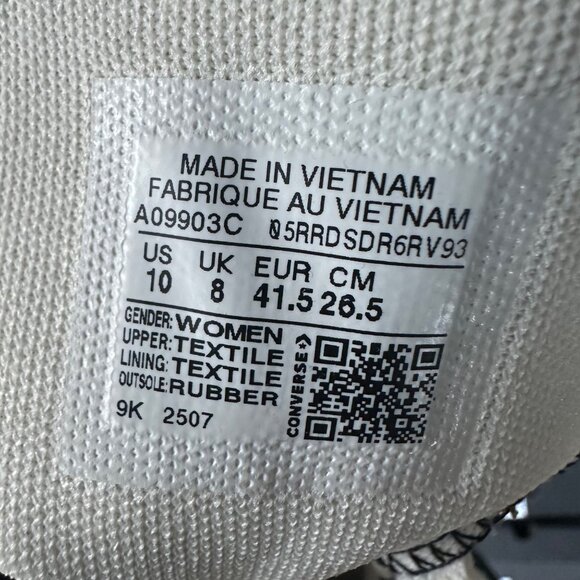 MADE IN VIETNAM
FABRIQUE AU VIETNAM
A09903C 05RRDSDR6RV93
US UK EUR CM
10 8 41.5 26.5
GENDER: WOMEN
UPPER: TEXTILE
LINING: TEXTILE
OUTSOLE: RUBBER
9K 2507
CONVERSE